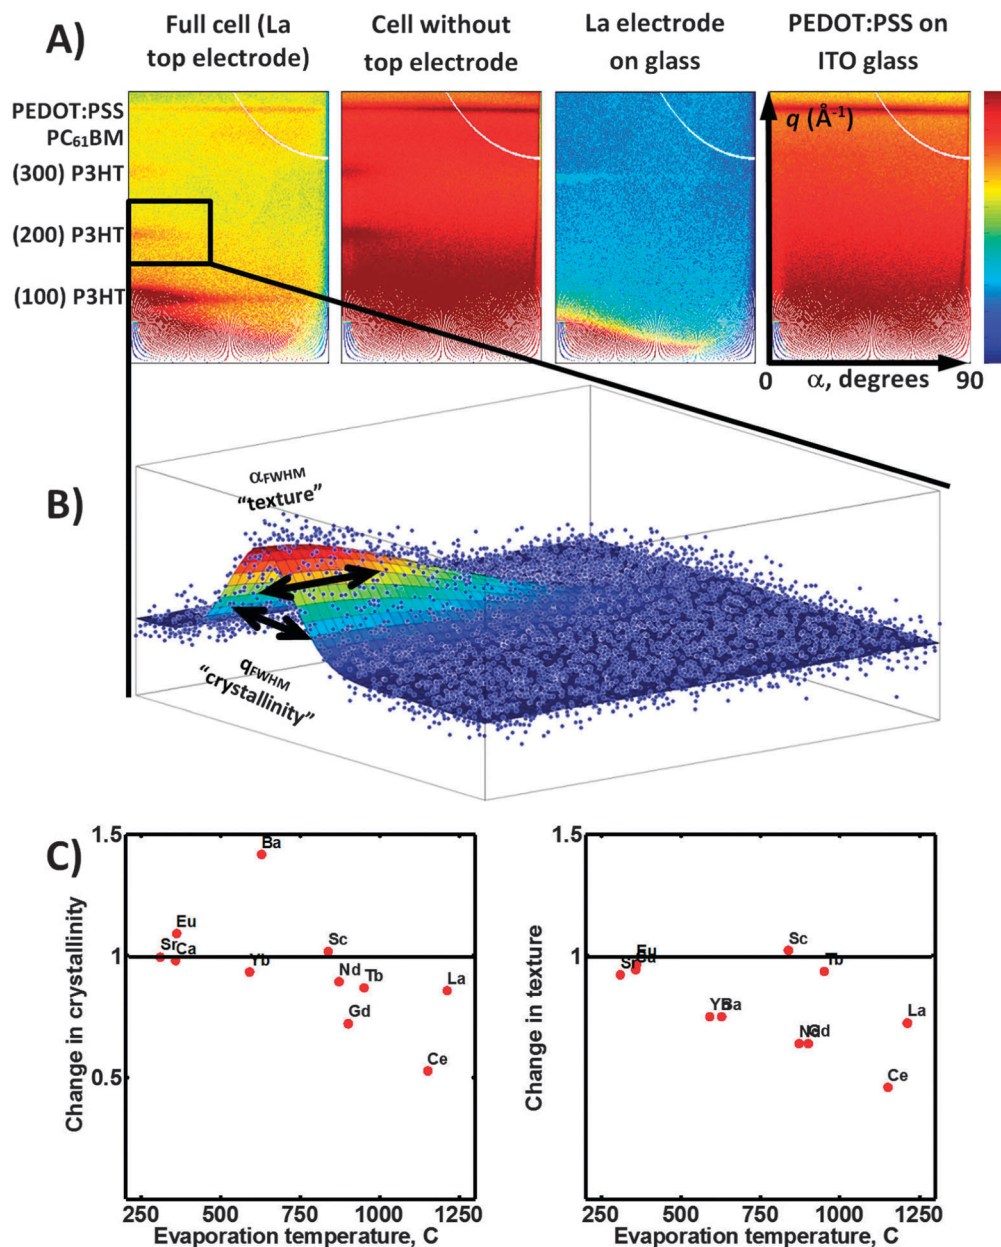 A)
Full cell (La
top electrode)
Cell without
top electrode
La electrode
on glass
PEDOT:PSS on
ITO glass
PEDOT:PSS
PC61BM
(300) P3HT
(200) P3HT
(100) P3HT
q (Å-1)
α, degrees
0
90
B)
αFWHM
“texture”
qFWHM
“crystallinity”
C)
1.5
1
0.5
Change in crystallinity
Ba
Eu
Sr
Ca
Yb
Sc
Nd
Tb
Gd
La
Ce
250
500
750
1000
1250
Evaporation temperature, C
1.5
1
0.5
Change in texture
Eu
Sr
Yb
Ba
Sc
Tb
Nd
Gd
La
Ce
250
500
750
1000
1250
Evaporation temperature, C